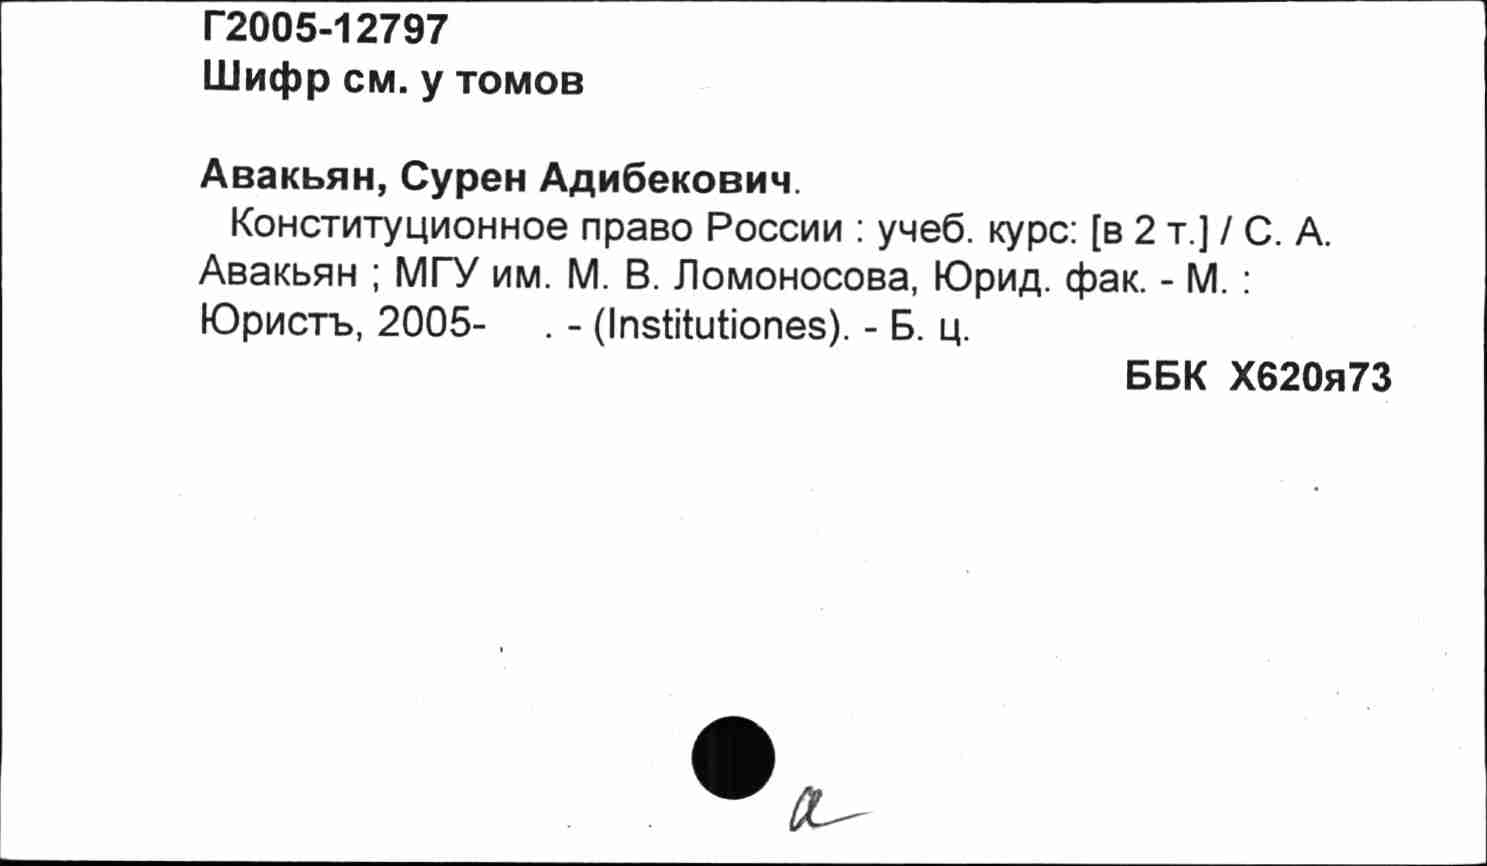 Г2005-12797
Шифр см. у томов
Авакьян, Сурен Адибекович.
Конституционное право России : учеб. курс: [в 2 т.] / С. А.
Авакьян ; МГУ им. М. В. Ломоносова, Юрид. фак. - М. :
Юристъ, 2005-    . - (Institutiones). - Б. ц.
ББК Х620я73
а